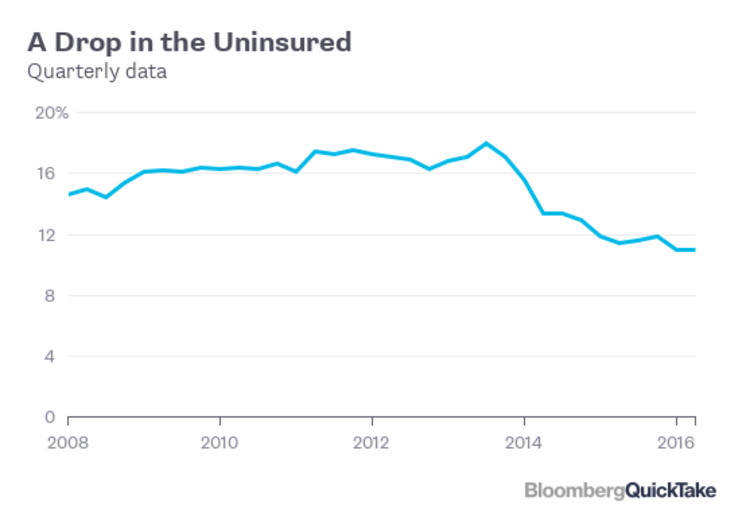 A Drop in the Uninsured
Quarterly data
20%
16
12
8
4
0
2008 2010 2012 2014 2016
BloombergQuickTake